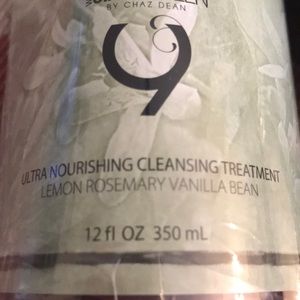 BY CHAZ DEAN
9
ULTRA NOURISHING CLEANSING TREATMENT
LEMON ROSEMARY VANILLA BEAN
12 fl OZ 350 mL